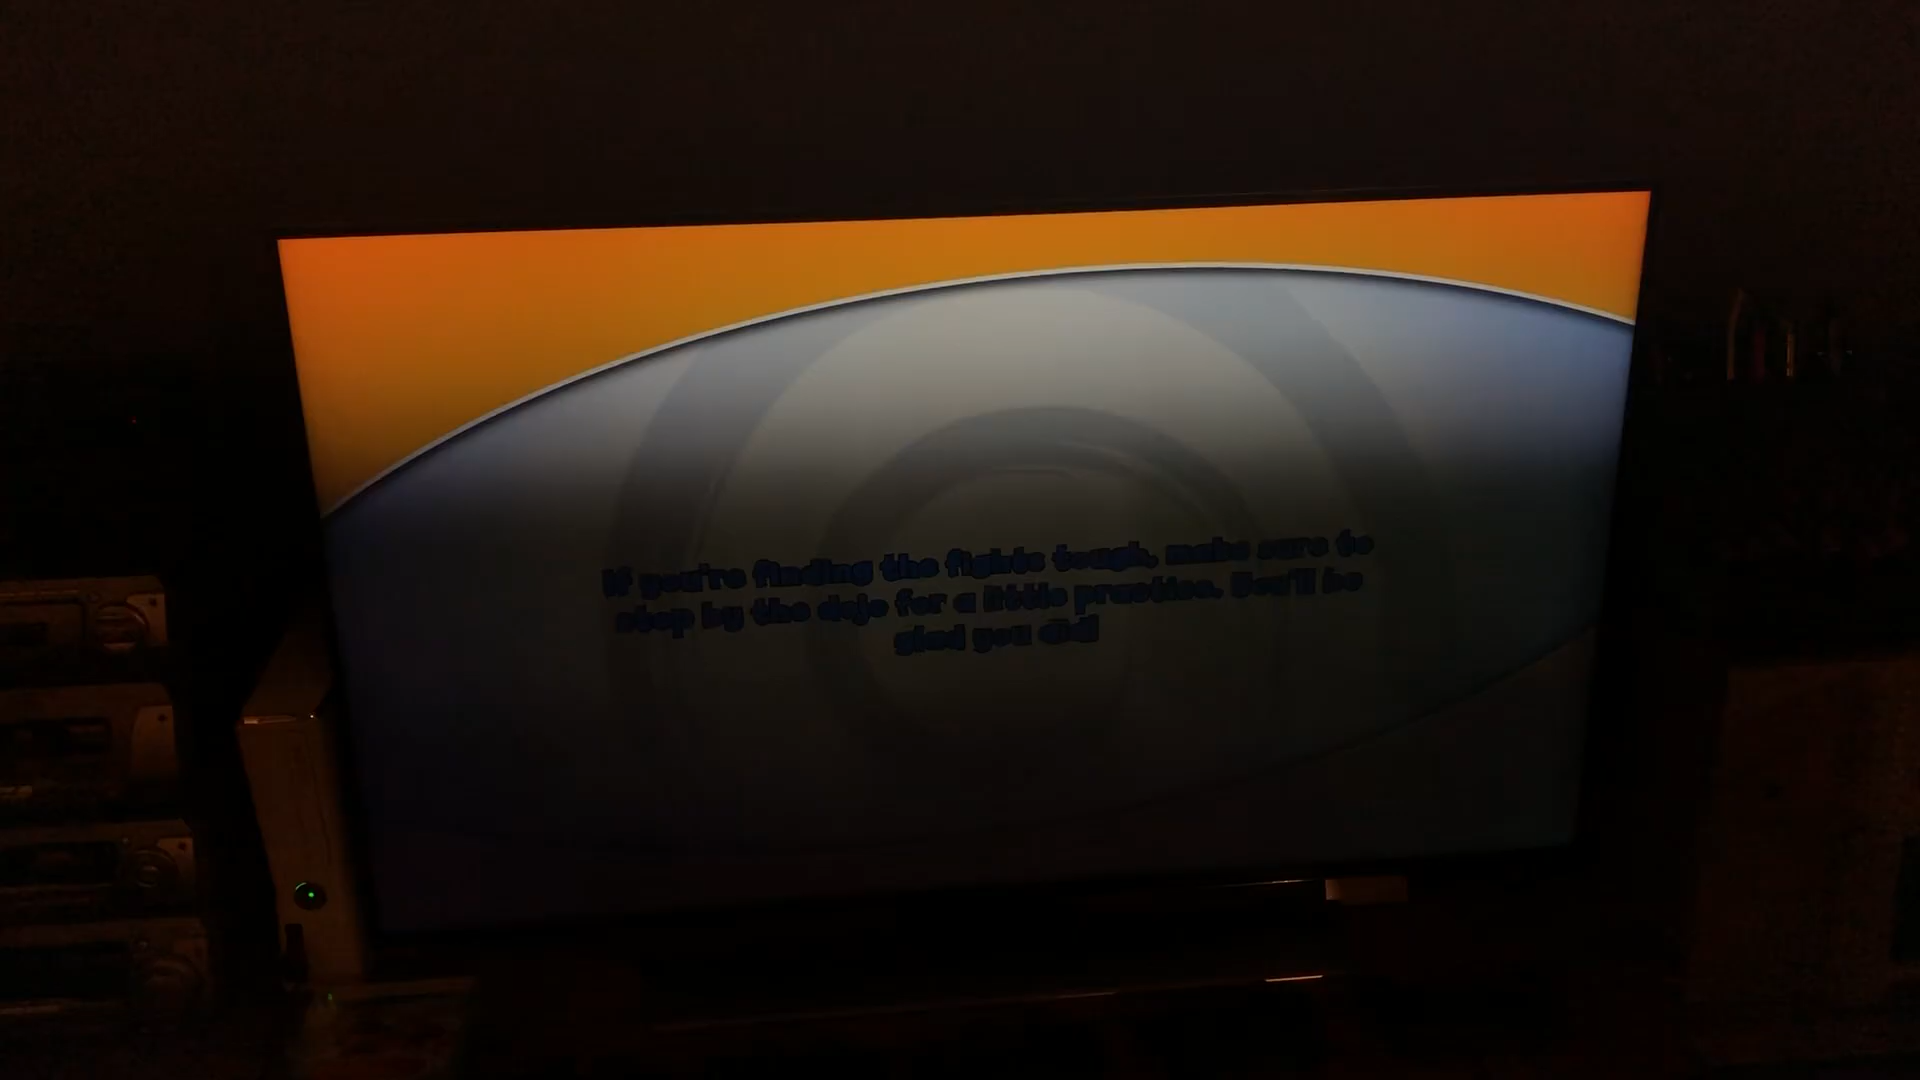 If you're finding the fights tough, make sure to
stop by the dojo for a little practice. You'll be
glad you did!